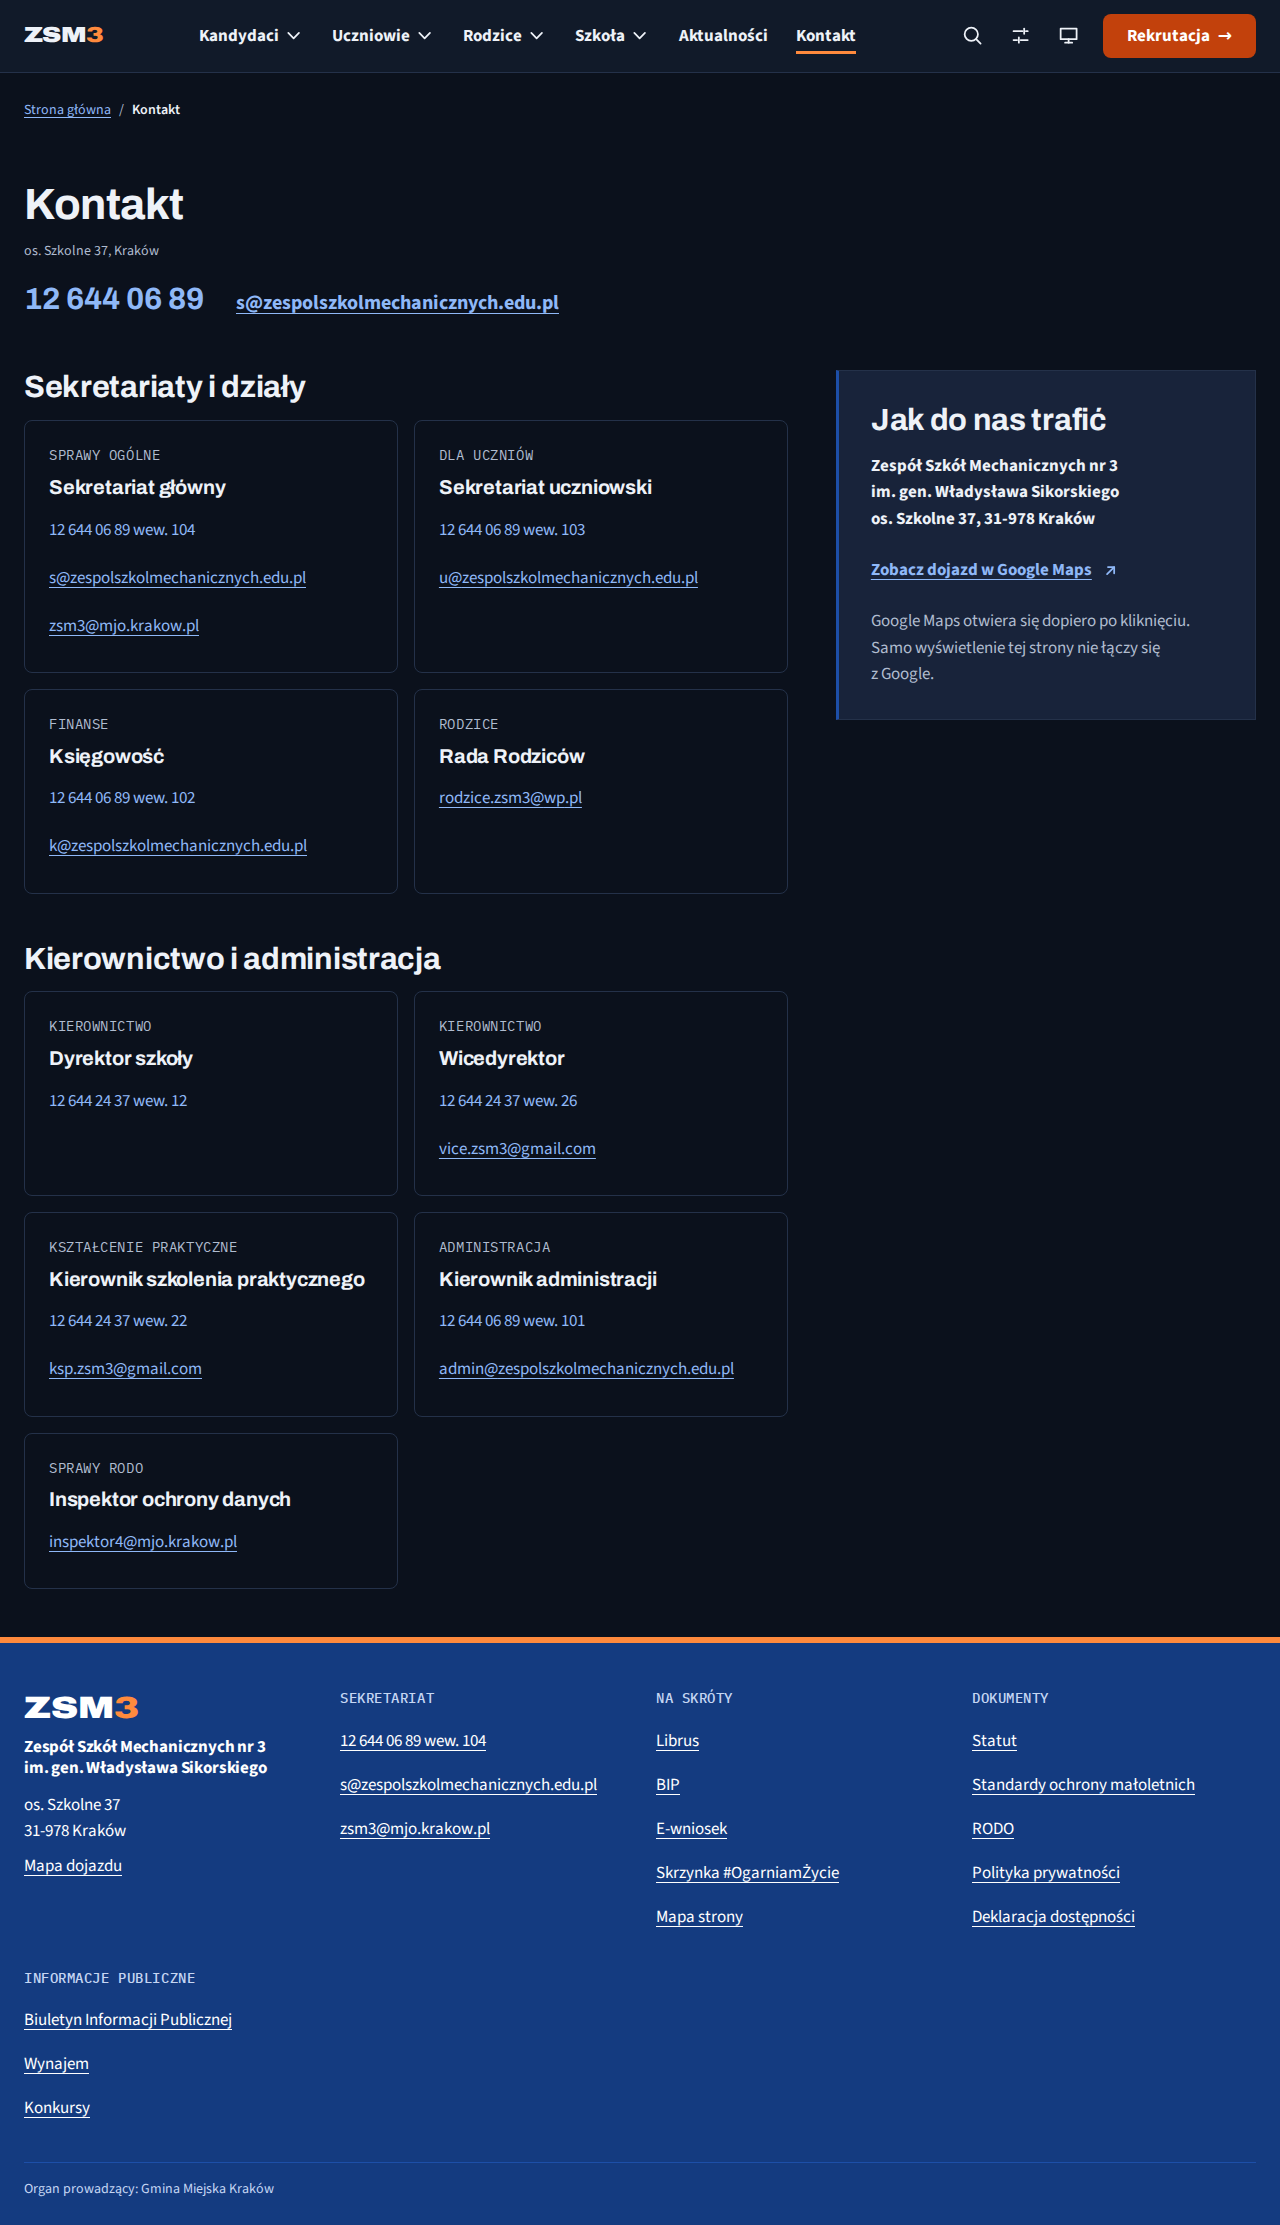 ZSM3
Kandydaci
Uczniowie
Rodzice
Szkoła
Aktualności
Kontakt
Rekrutacja →
Strona główna / Kontakt
Kontakt
os. Szkolne 37, Kraków
12 644 06 89
s@zespolszkolmechanicznych.edu.pl
Sekretariaty i działy
SPRAWY OGÓLNE
Sekretariat główny
12 644 06 89 wew. 104
s@zespolszkolmechanicznych.edu.pl
zsm3@mjo.krakow.pl
DLA UCZNIÓW
Sekretariat uczniowski
12 644 06 89 wew. 103
u@zespolszkolmechanicznych.edu.pl
FINANSE
Księgowość
12 644 06 89 wew. 102
k@zespolszkolmechanicznych.edu.pl
RODZICE
Rada Rodziców
rodzice.zsm3@wp.pl
Jak do nas trafić
Zespół Szkół Mechanicznych nr 3
im. gen. Władysława Sikorskiego
os. Szkolne 37, 31-978 Kraków
Zobacz dojazd w Google Maps ↗
Google Maps otwiera się dopiero po kliknięciu.
Samo wyświetlenie tej strony nie łączy się
z Google.
Kierownictwo i administracja
KIEROWNICTWO
Dyrektor szkoły
12 644 24 37 wew. 12
KIEROWNICTWO
Wicedyrektor
12 644 24 37 wew. 26
vice.zsm3@gmail.com
KSZTAŁCENIE PRAKTYCZNE
Kierownik szkolenia praktycznego
12 644 24 37 wew. 22
ksp.zsm3@gmail.com
ADMINISTRACJA
Kierownik administracji
12 644 06 89 wew. 101
admin@zespolszkolmechanicznych.edu.pl
SPRAWY RODO
Inspektor ochrony danych
inspektor4@mjo.krakow.pl
ZSM3
Zespół Szkół Mechanicznych nr 3
im. gen. Władysława Sikorskiego
os. Szkolne 37
31-978 Kraków
Mapa dojazdu
SEKRETARIAT
12 644 06 89 wew. 104
s@zespolszkolmechanicznych.edu.pl
zsm3@mjo.krakow.pl
NA SKRÓTY
Librus
BIP
E-wniosek
Skrzynka #OgarniamŻycie
Mapa strony
DOKUMENTY
Statut
Standardy ochrony małoletnich
RODO
Polityka prywatności
Deklaracja dostępności
INFORMACJE PUBLICZNE
Biuletyn Informacji Publicznej
Wynajem
Konkursy
Organ prowadzący: Gmina Miejska Kraków